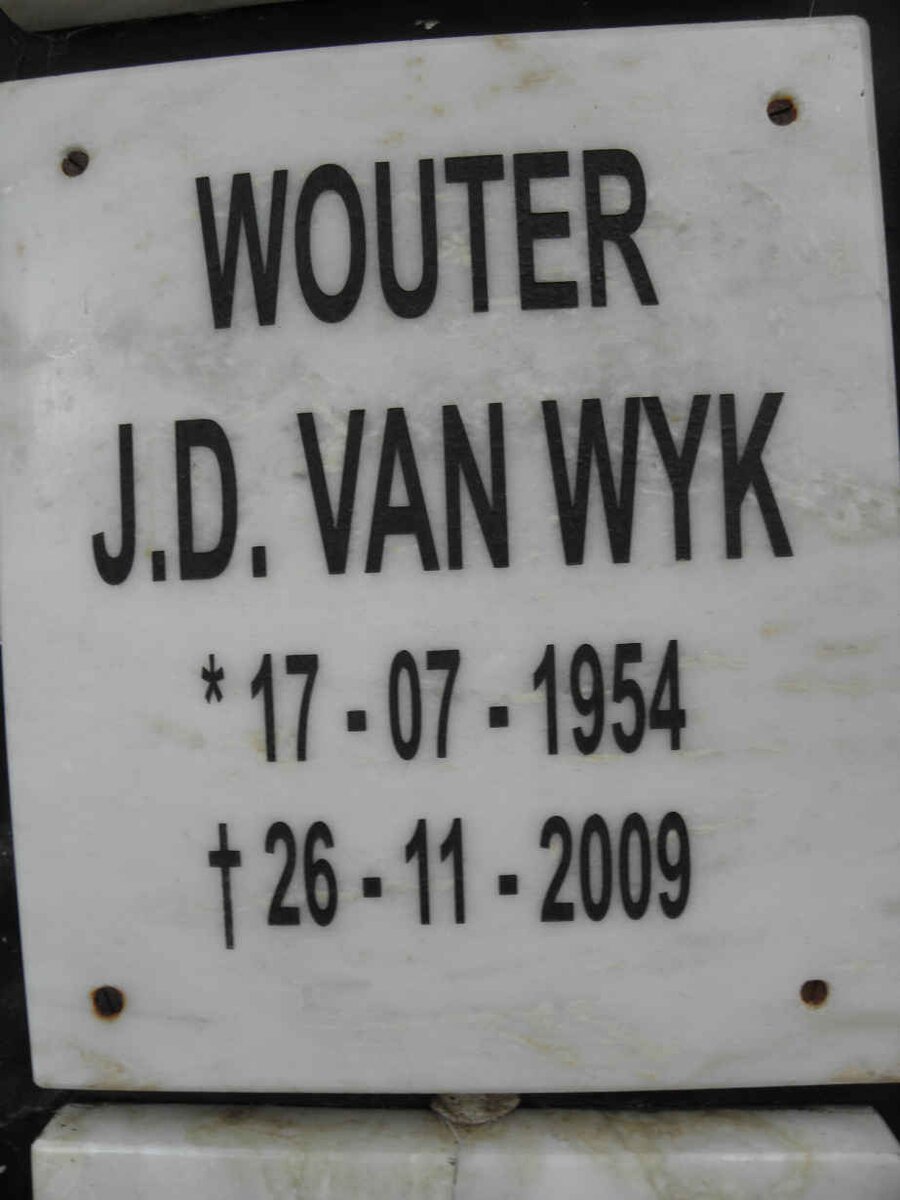 WOUTER
J.D. VAN WYK
* 17 - 07 - 1954
† 26 - 11 - 2009